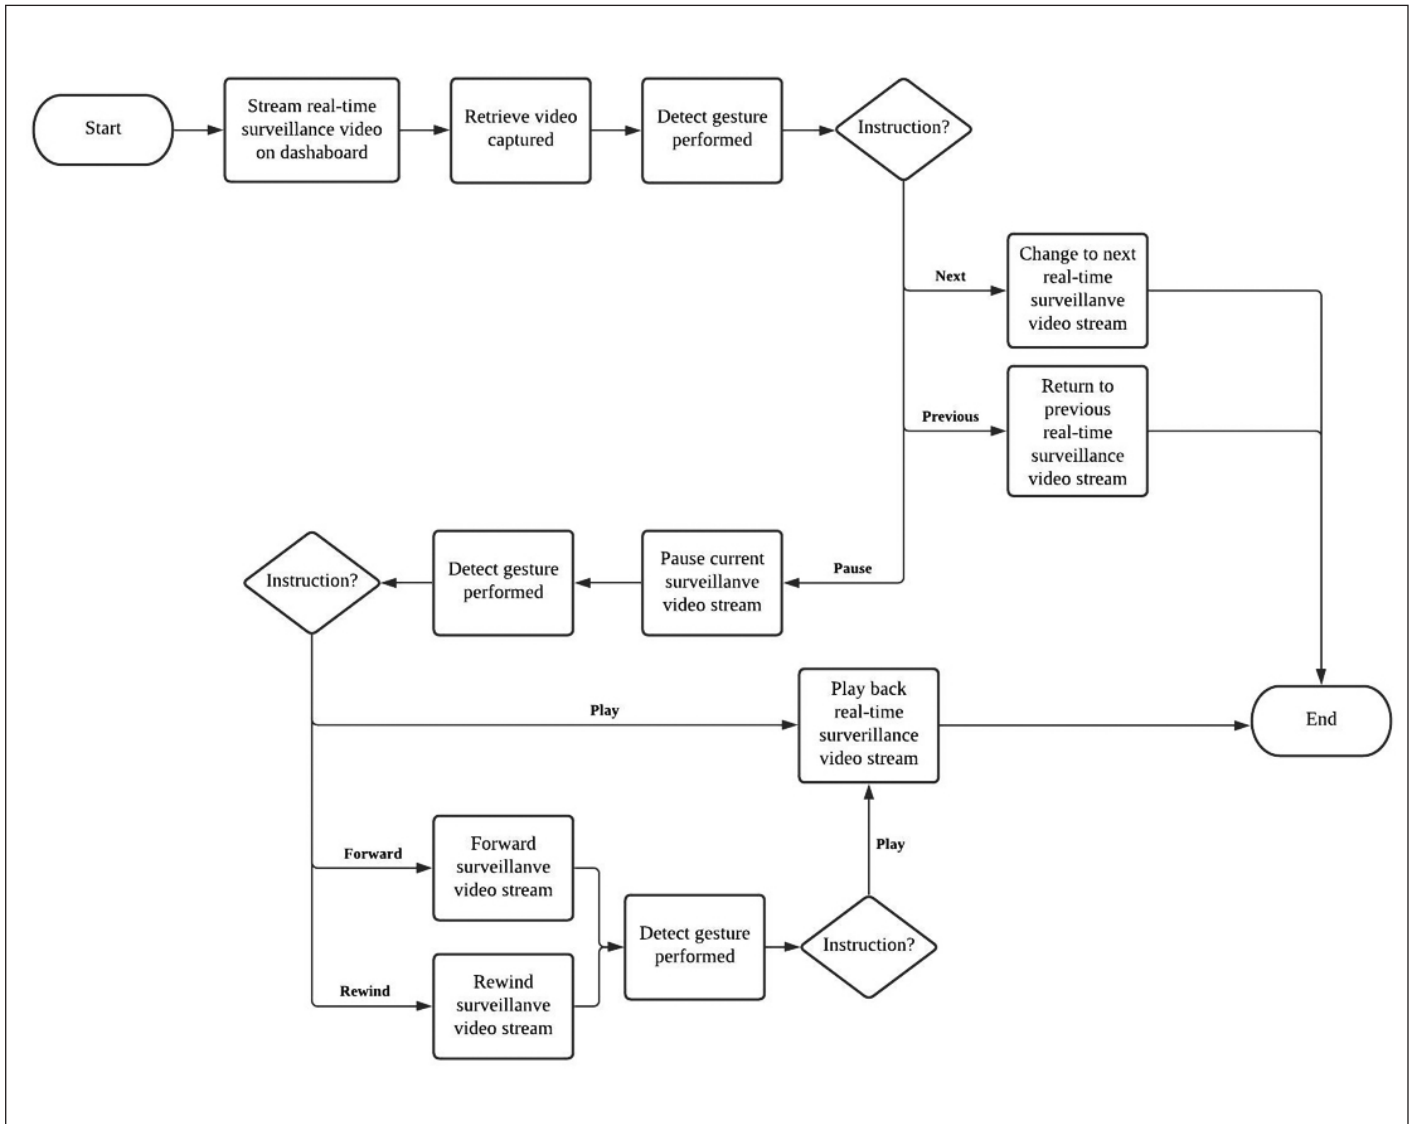 Start
Stream real-time
surveillance video
on dashaboard
Retrieve video
captured
Detect gesture
performed
Instruction?
Next
Change to next
real-time
surveillanve
video stream
Previous
Return to
previous
real-time
surveillance
video stream
Pause
Pause current
surveillanve
video stream
Detect gesture
performed
Instruction?
Play
Play back
real-time
surverillance
video stream
End
Forward
Forward
surveillanve
video stream
Rewind
Rewind
surveillanve
video stream
Detect gesture
performed
Instruction?
Play